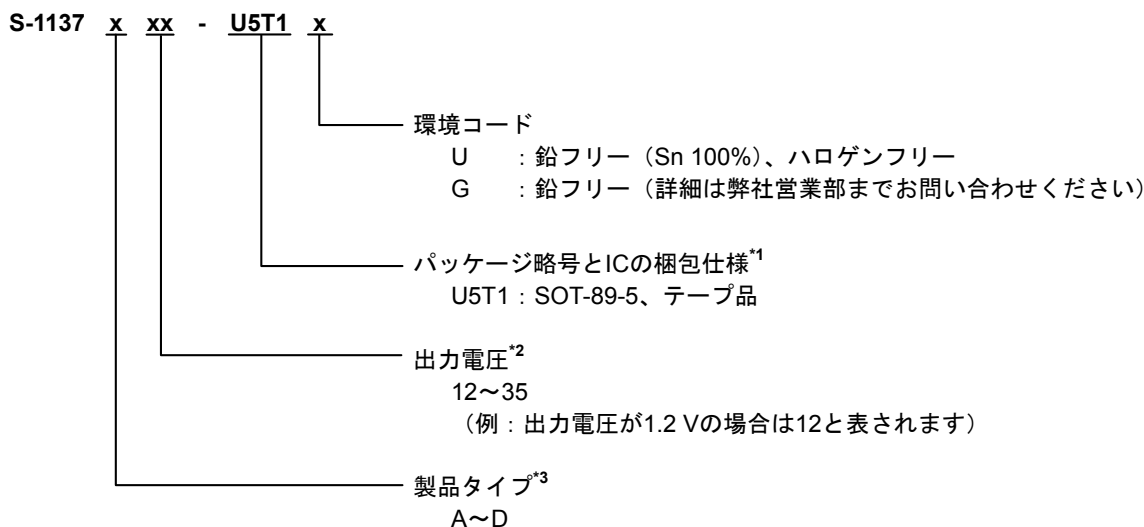 S-1137 x xx - U5T1 x
環境コード
U ：鉛フリー（Sn 100%）、ハロゲンフリー
G ：鉛フリー（詳細は弊社営業部までお問い合わせください）
パッケージ略号とICの梱包仕様*1
U5T1：SOT-89-5、テープ品
出力電圧*2
12～35
（例：出力電圧が1.2 Vの場合は12と表されます）
製品タイプ*3
A～D